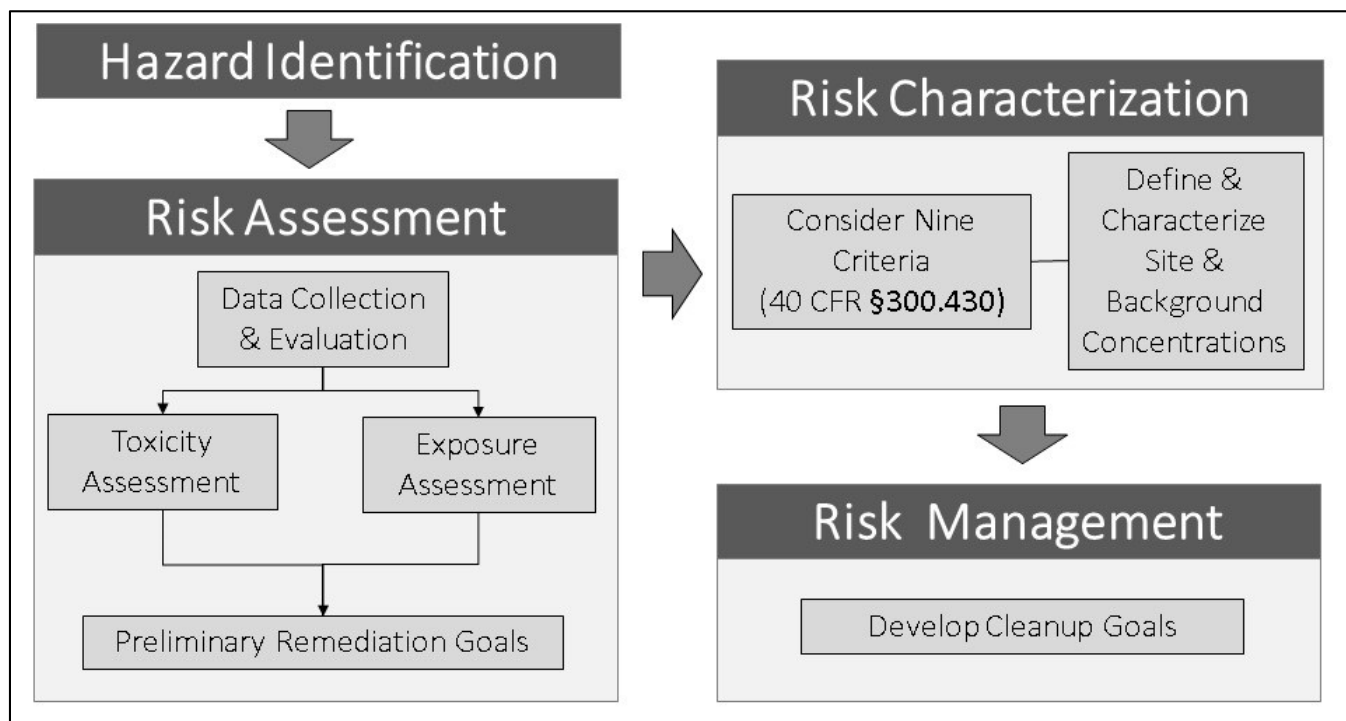 Hazard Identification
Risk Assessment
Data Collection
& Evaluation
Toxicity
Assessment
Exposure
Assessment
Preliminary Remediation Goals
Risk Characterization
Consider Nine
Criteria
(40 CFR §300.430)
Define &
Characterize
Site &
Background
Concentrations
Risk Management
Develop Cleanup Goals